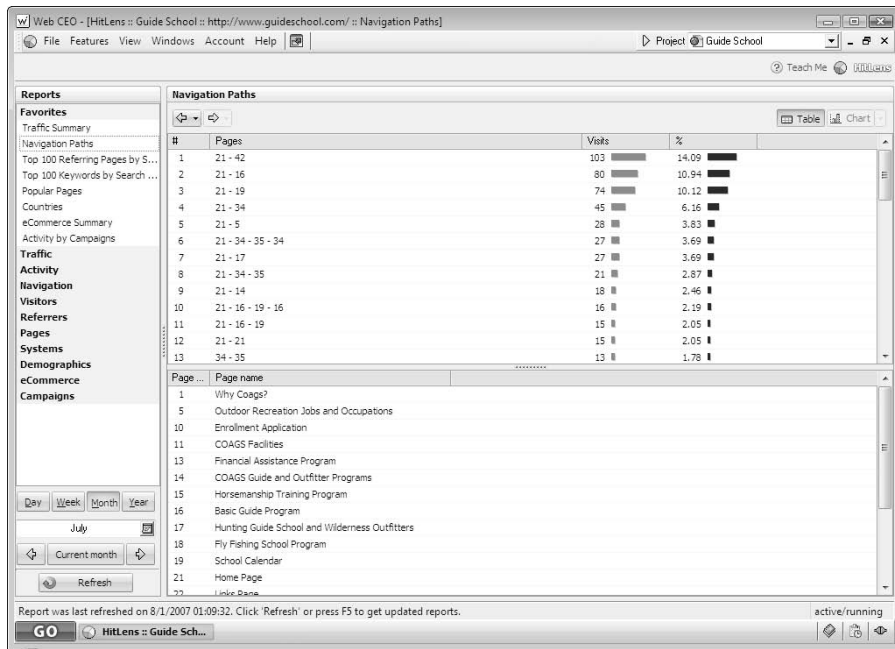 Web CEO - [HitLens :: Guide School :: http://www.guideschool.com/ :: Navigation Paths]
File Features View Windows Account Help
Project Guide School
Teach Me HitLens
Reports
Favorites
Traffic Summary
Navigation Paths
Top 100 Referring Pages by S...
Top 100 Keywords by Search ...
Popular Pages
Countries
eCommerce Summary
Activity by Campaigns
Traffic
Activity
Navigation
Visitors
Referrers
Pages
Systems
Demographics
eCommerce
Campaigns
Day Week Month Year
July
Current month
Refresh
Navigation Paths
Table Chart
# Pages Visits %
1 21 - 42 103 14.09
2 21 - 16 80 10.94
3 21 - 19 74 10.12
4 21 - 34 45 6.16
5 21 - 5 28 3.83
6 21 - 34 - 35 - 34 27 3.69
7 21 - 17 27 3.69
8 21 - 34 - 35 21 2.87
9 21 - 14 18 2.46
10 21 - 16 - 19 - 16 16 2.19
11 21 - 16 - 19 15 2.05
12 21 - 21 15 2.05
13 34 - 35 13 1.78
Page ... Page name
1 Why Coags?
5 Outdoor Recreation Jobs and Occupations
10 Enrollment Application
11 COAGS Facilities
13 Financial Assistance Program
14 COAGS Guide and Outfitter Programs
15 Horsemanship Training Program
16 Basic Guide Program
17 Hunting Guide School and Wilderness Outfitters
18 Fly Fishing School Program
19 School Calendar
21 Home Page
22 Links Page
Report was last refreshed on 8/1/2007 01:09:32. Click 'Refresh' or press F5 to get updated reports.
active/running
GO HitLens :: Guide Sch...